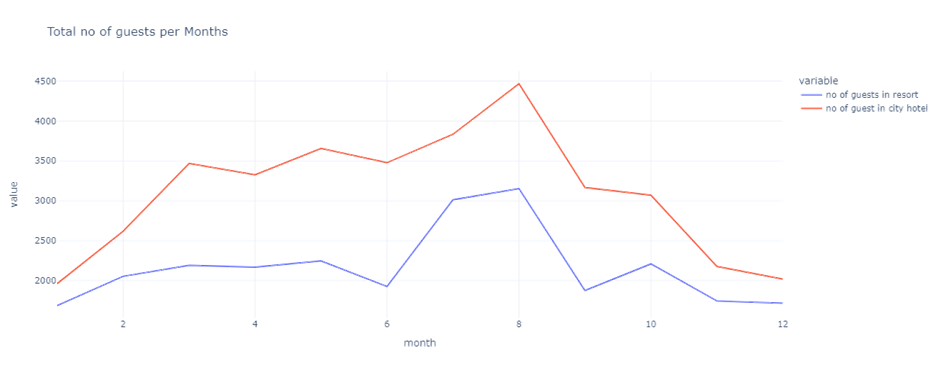 Total no of guests per Months
4500
4000
3500
3000
2500
2000
value
2 4 6 8 10 12
month
variable
no of guests in resort
no of guest in city hotel